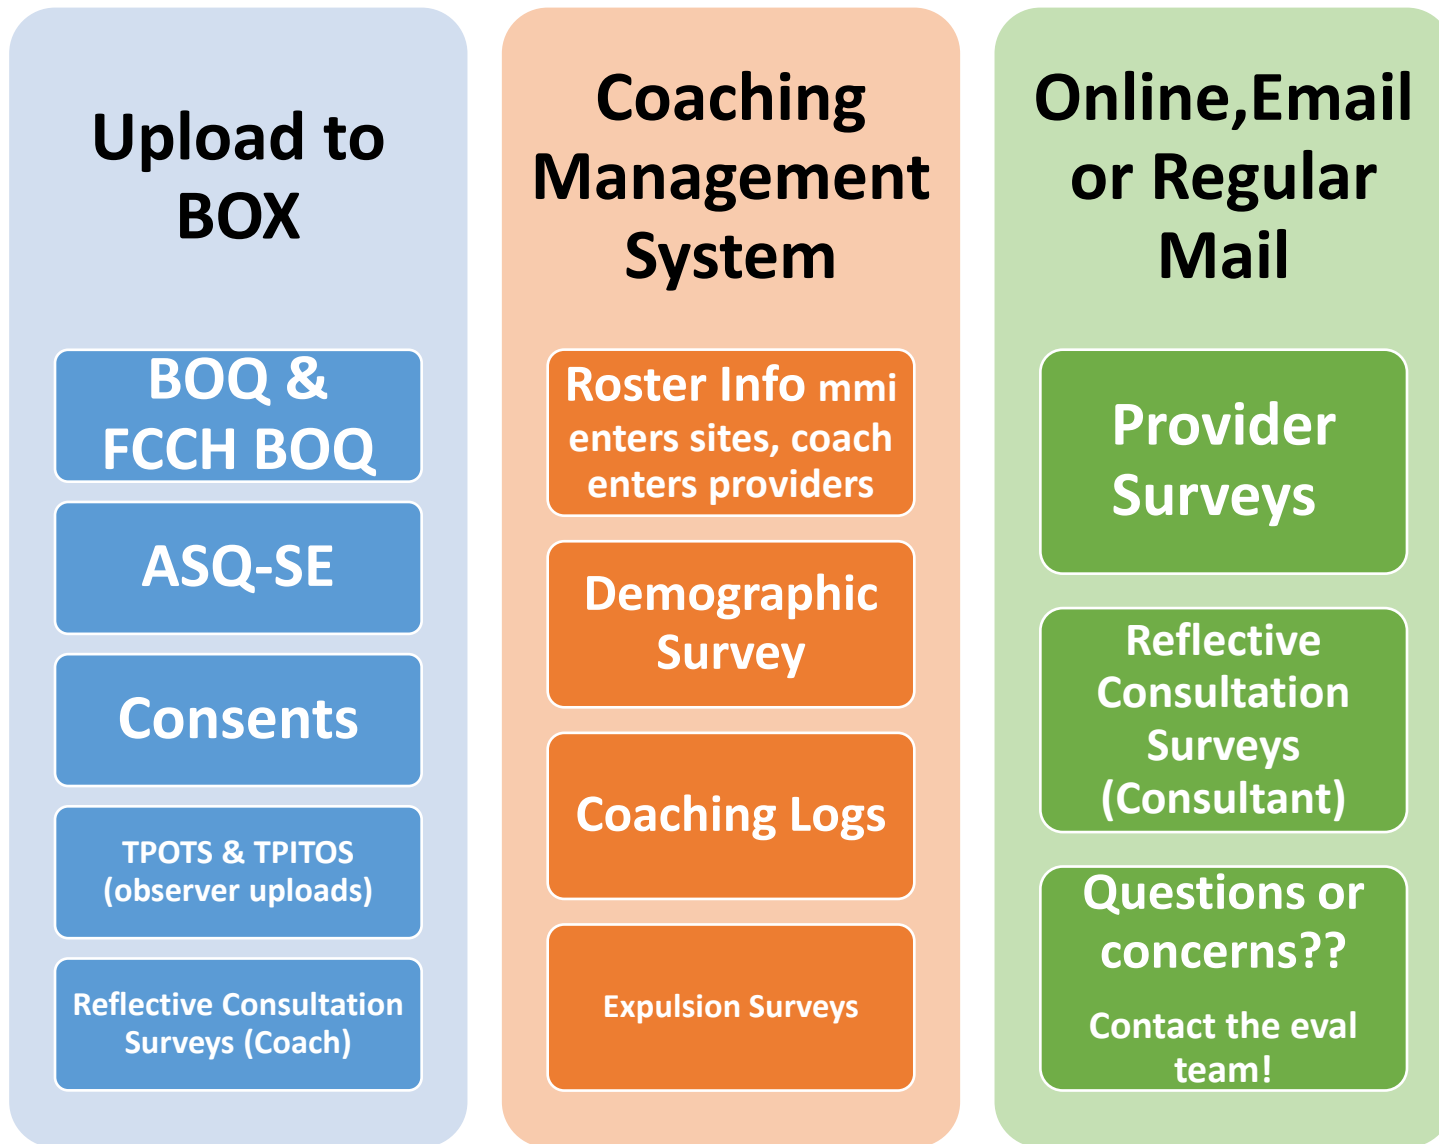 Upload to
BOX
BOQ &
FCCH BOQ
ASQ-SE
Consents
TPOTS & TPITOS
(observer uploads)
Reflective Consultation
Surveys (Coach)
Coaching
Management
System
Roster Info mmi
enters sites, coach
enters providers
Demographic
Survey
Coaching Logs
Expulsion Surveys
Online,Email
or Regular
Mail
Provider
Surveys
Reflective
Consultation
Surveys
(Consultant)
Questions or
concerns??
Contact the eval
team!